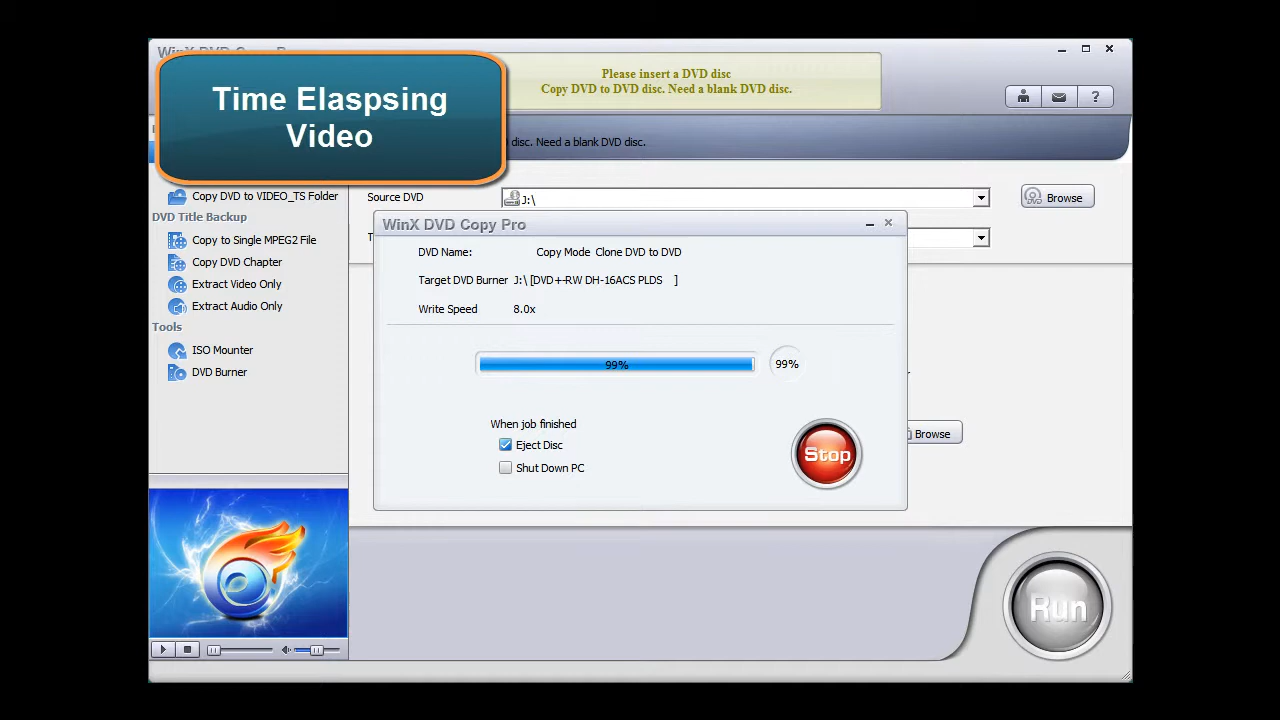 WinX DVD Copy Pro
Please insert a DVD disc
Copy DVD to DVD disc. Need a blank DVD disc.
?
Time Elaspsing
Video
disc. Need a blank DVD disc.
Copy DVD to VIDEO_TS Folder
DVD Title Backup
Copy to Single MPEG2 File
Copy DVD Chapter
Extract Video Only
Extract Audio Only
Tools
ISO Mounter
DVD Burner
Source DVD
J:\
Browse
WinX DVD Copy Pro
DVD Name:
Copy Mode Clone DVD to DVD
Target DVD Burner J:\ [DVD+-RW DH-16ACS PLDS ]
Write Speed 8.0x
99%
99%
When job finished
Eject Disc
Shut Down PC
Stop
Browse
Run